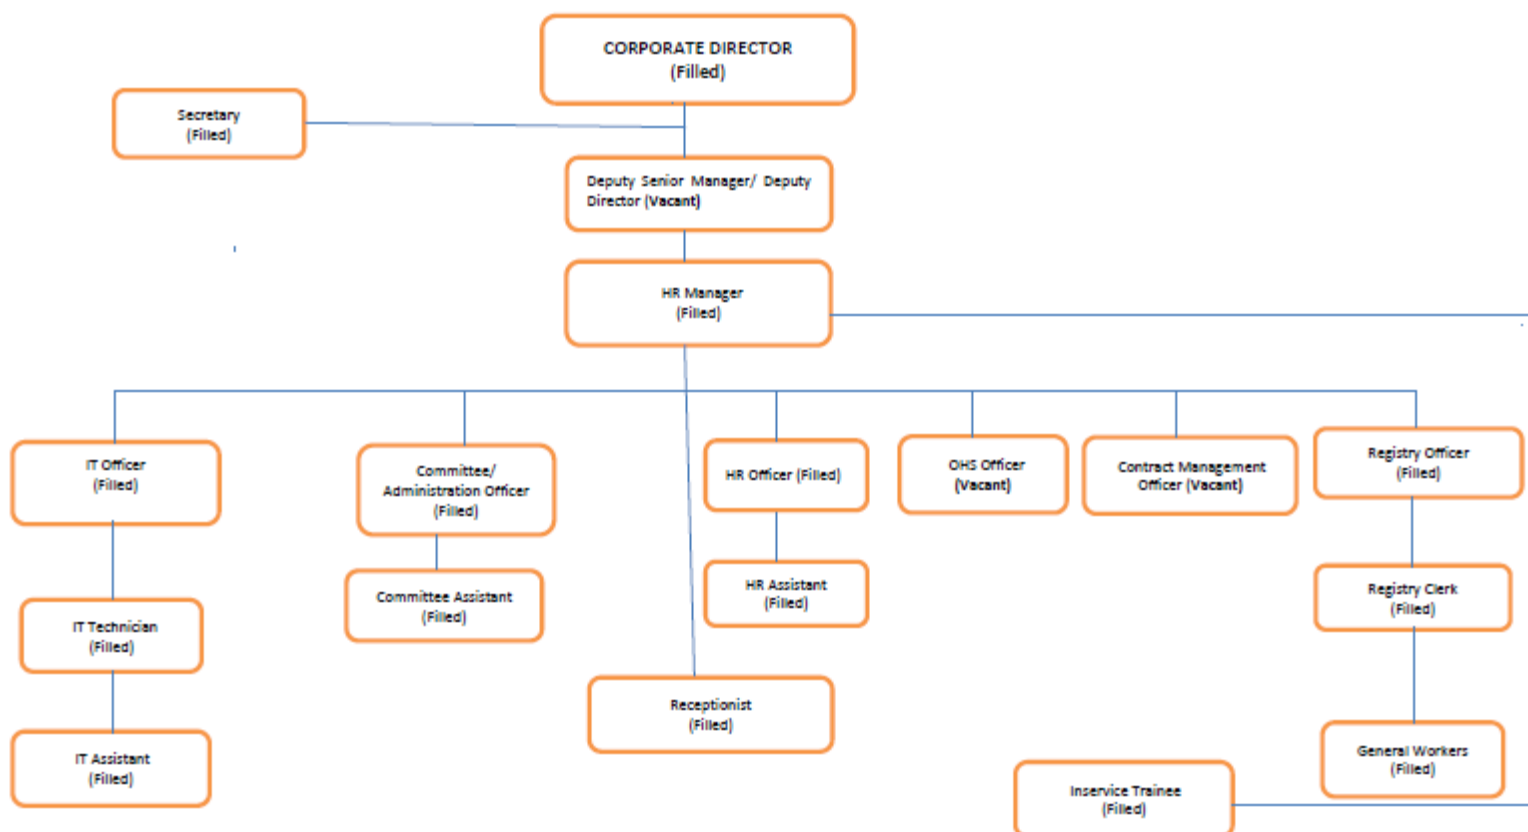 CORPORATE DIRECTOR
(Filled)
Secretary
(Filled)
Deputy Senior Manager/ Deputy
Director (Vacant)
HR Manager
(Filled)
IT Officer
(Filled)
Committee/
Administration Officer
(Filled)
HR Officer (Filled)
OHS Officer
(Vacant)
Contract Management
Officer (Vacant)
Registry Officer
(Filled)
Committee Assistant
(Filled)
HR Assistant
(Filled)
Registry Clerk
(Filled)
IT Technician
(Filled)
Receptionist
(Filled)
IT Assistant
(Filled)
General Workers
(Filled)
Inservice Trainee
(Filled)